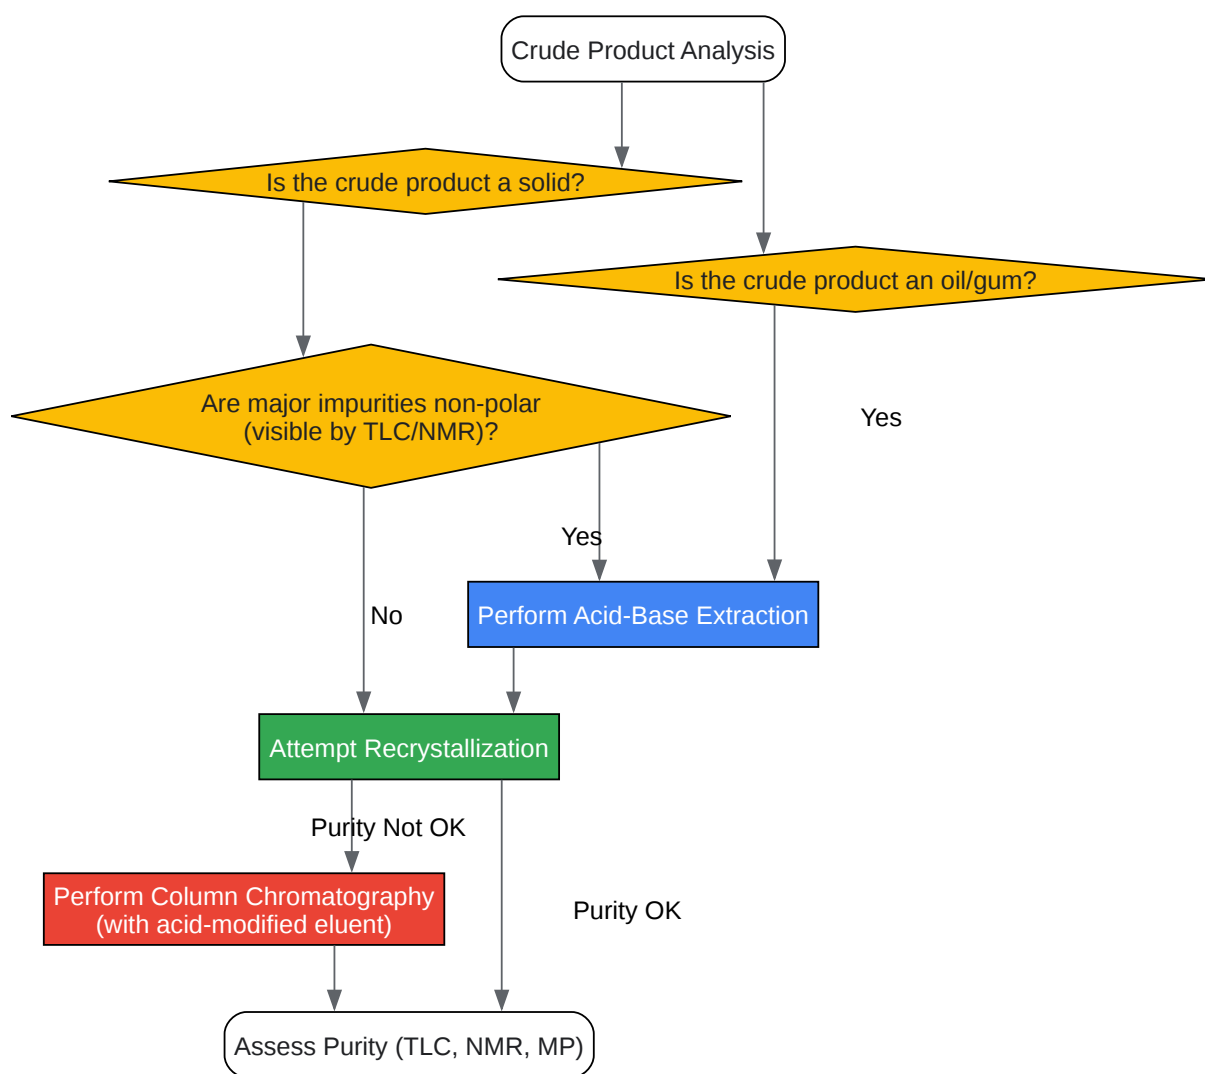 Crude Product Analysis
Is the crude product a solid?
Is the crude product an oil/gum?
Are major impurities non-polar
(visible by TLC/NMR)?
Yes
Yes
No
Perform Acid-Base Extraction
Attempt Recrystallization
Purity Not OK
Perform Column Chromatography
(with acid-modified eluent)
Purity OK
Assess Purity (TLC, NMR, MP)